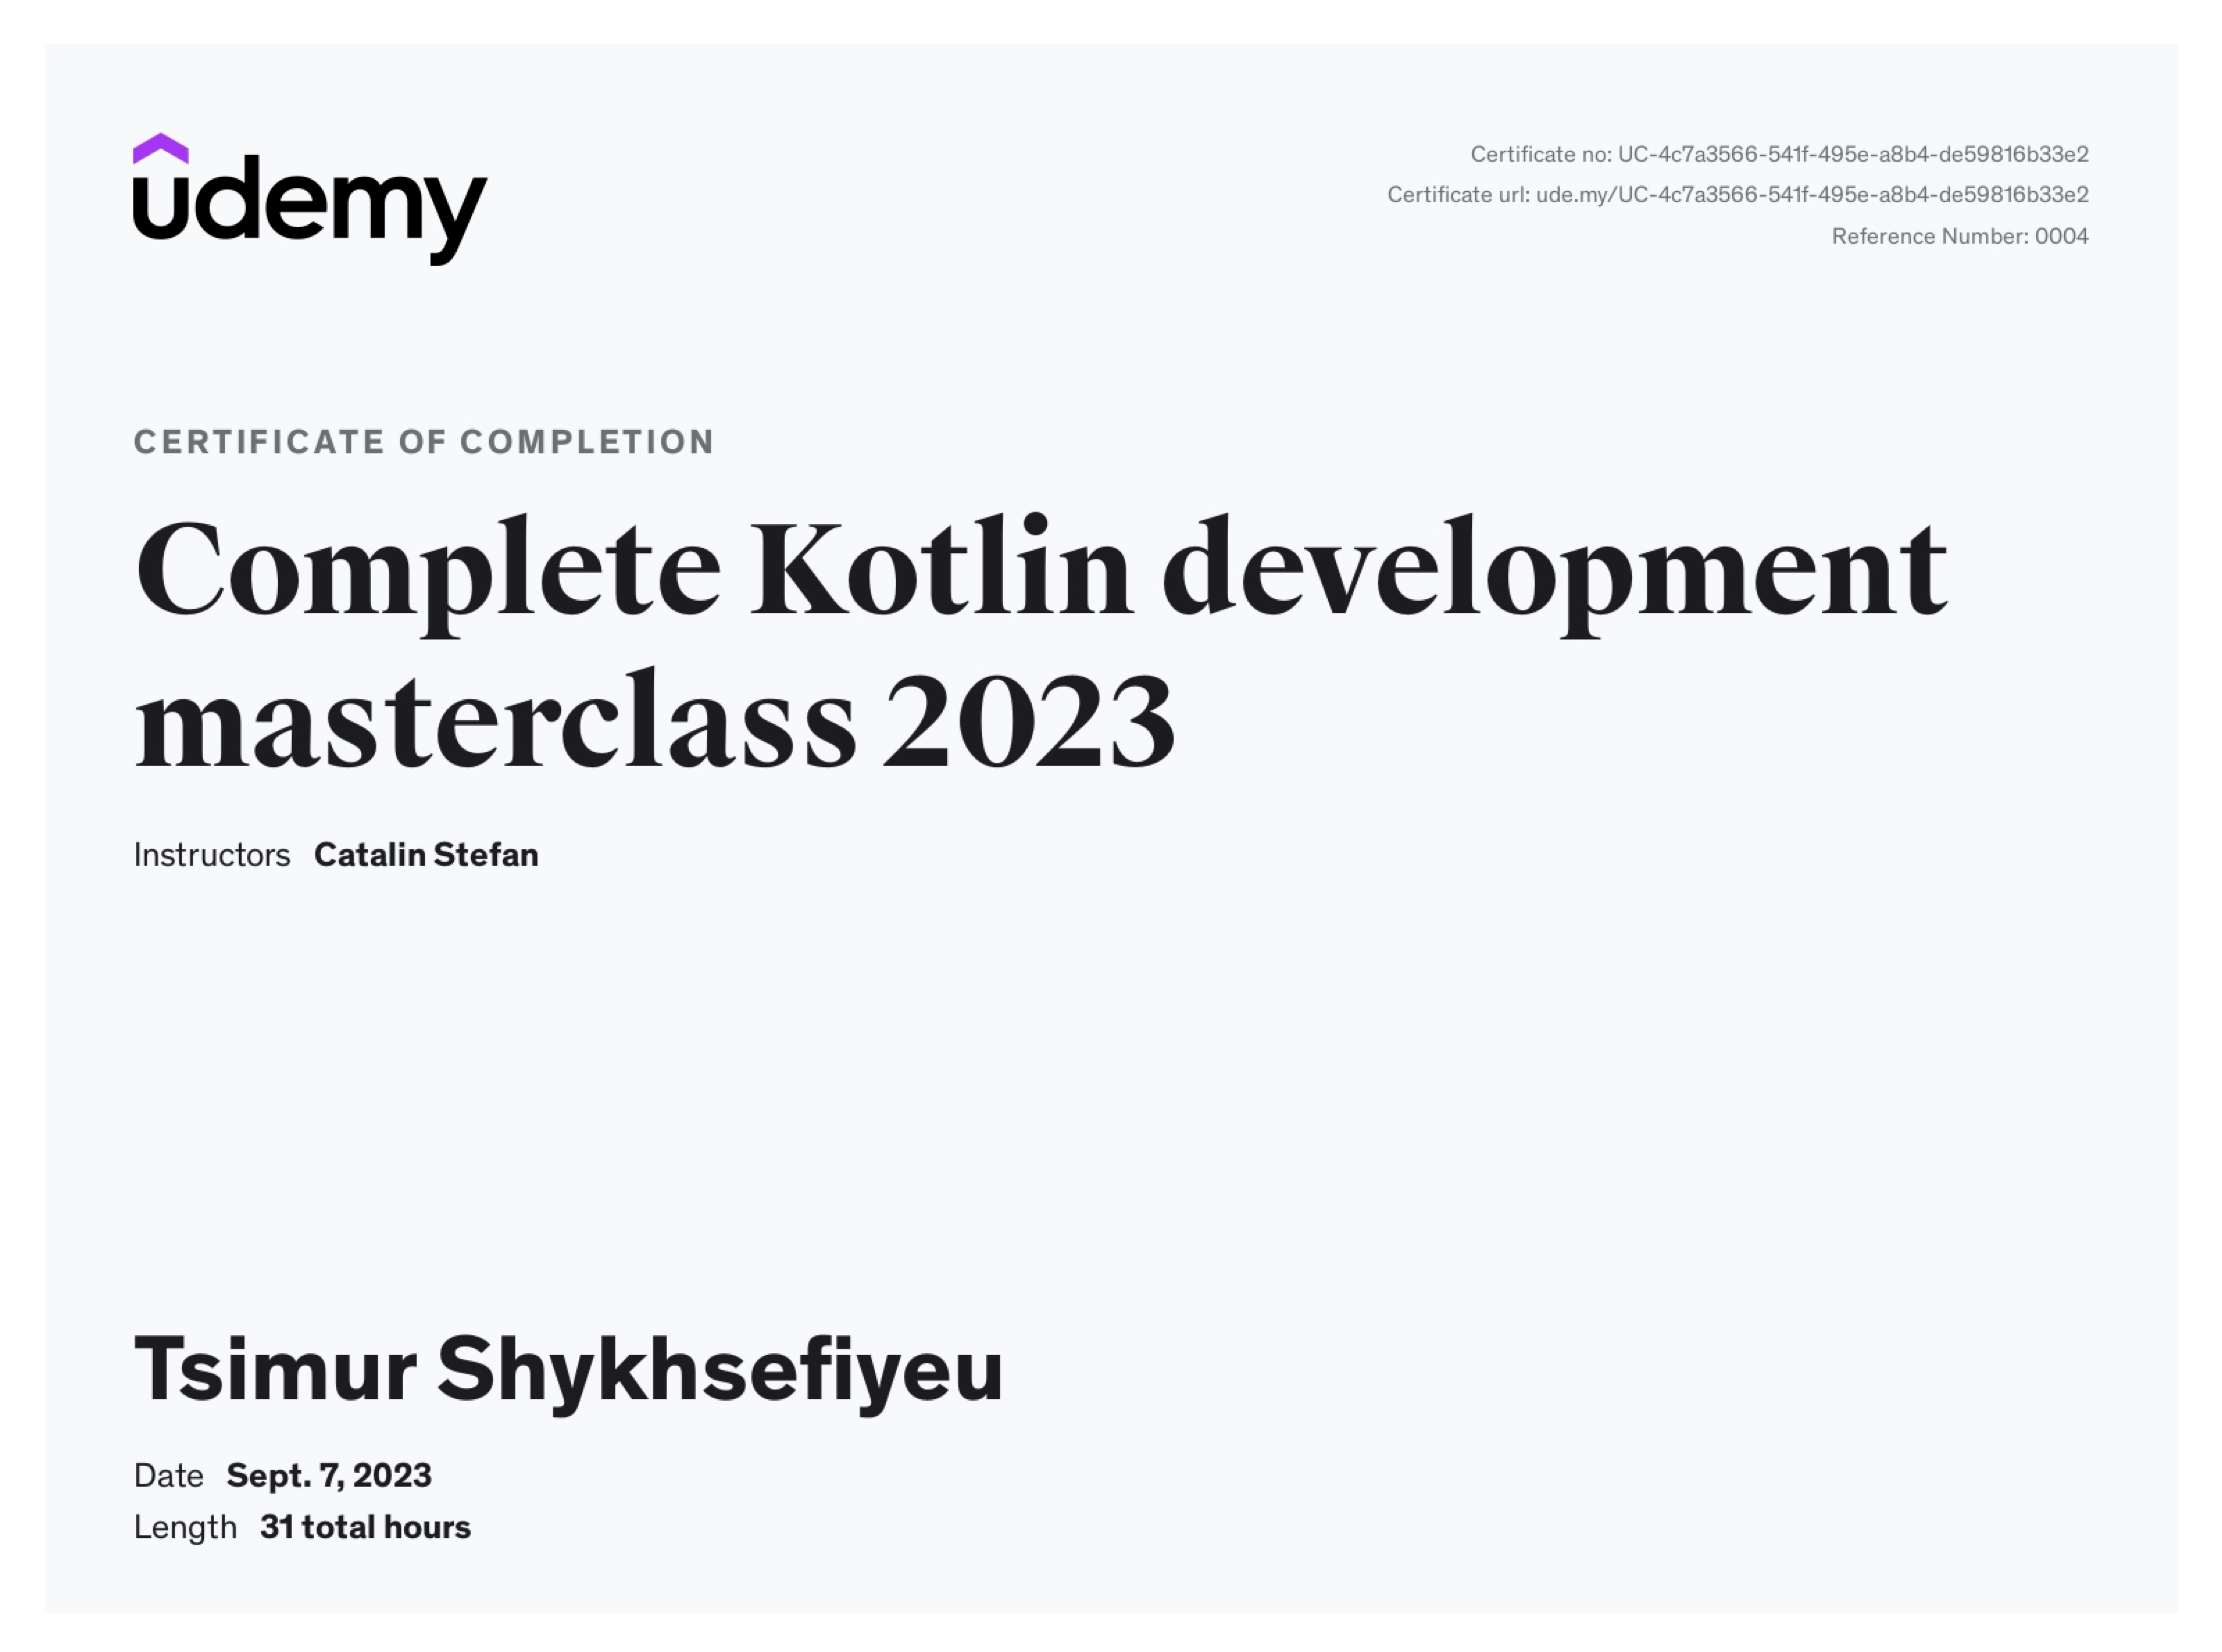 udemy
Certificate no: UC-4c7a3566-541f-495e-a8b4-de59816b33e2
Certificate url: ude.my/UC-4c7a3566-541f-495e-a8b4-de59816b33e2
Reference Number: 0004
CERTIFICATE OF COMPLETION
Complete Kotlin development
masterclass 2023
Instructors Catalin Stefan
Tsimur Shykhsefiyeu
Date Sept. 7, 2023
Length 31 total hours